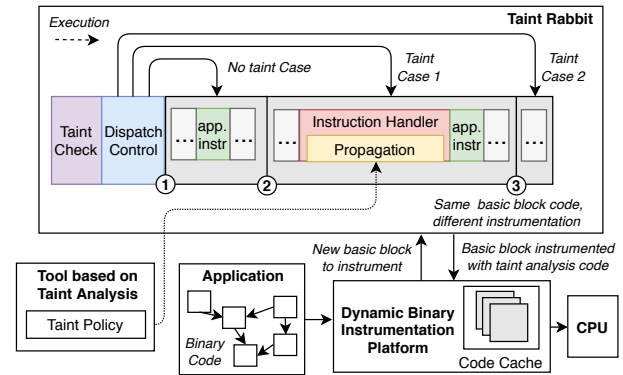 Execution
Taint Rabbit
No taint Case
Taint
Case 1
Taint
Case 2
Taint
Check
Dispatch
Control
...
app.
instr
...
...
Instruction Handler
Propagation
app.
instr
...
...
1
2
3
Same basic block code,
different instrumentation
New basic block
to instrument
Basic block instrumented
with taint analysis code
Tool based on
Taint Analysis
Taint Policy
Application
Binary
Code
Dynamic Binary
Instrumentation
Platform
Code Cache
CPU